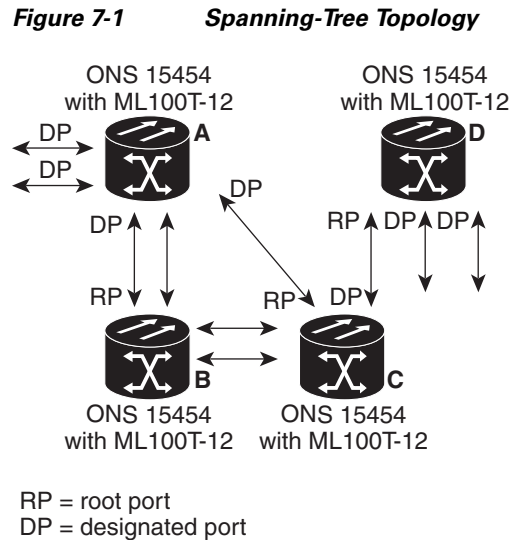 Figure 7-1 Spanning-Tree Topology
ONS 15454
with ML100T-12
ONS 15454
with ML100T-12
A
D
DP
DP
DP
DP
RP
DP
DP
RP
RP
DP
B
C
ONS 15454
with ML100T-12
ONS 15454
with ML100T-12
RP = root port
DP = designated port